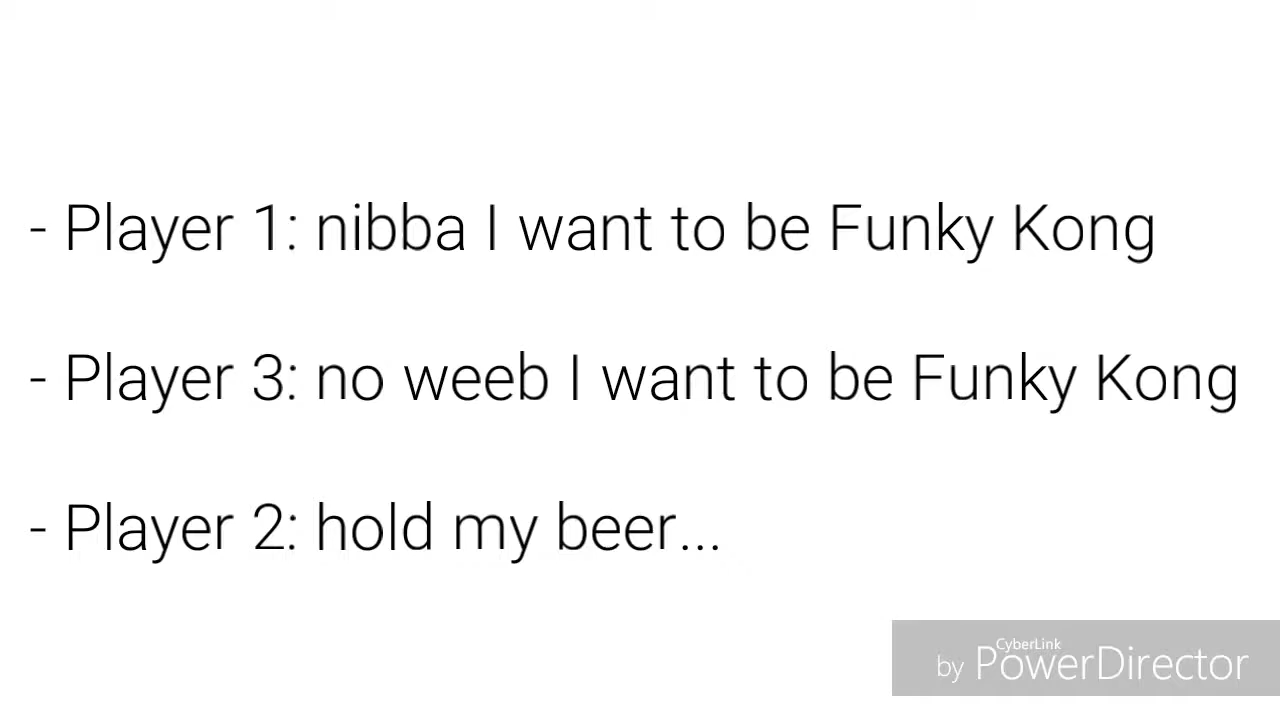 - Player 1: nibba I want to be Funky Kong
- Player 3: no weeb I want to be Funky Kong
- Player 2: hold my beer...
CyberLink
by PowerDirector